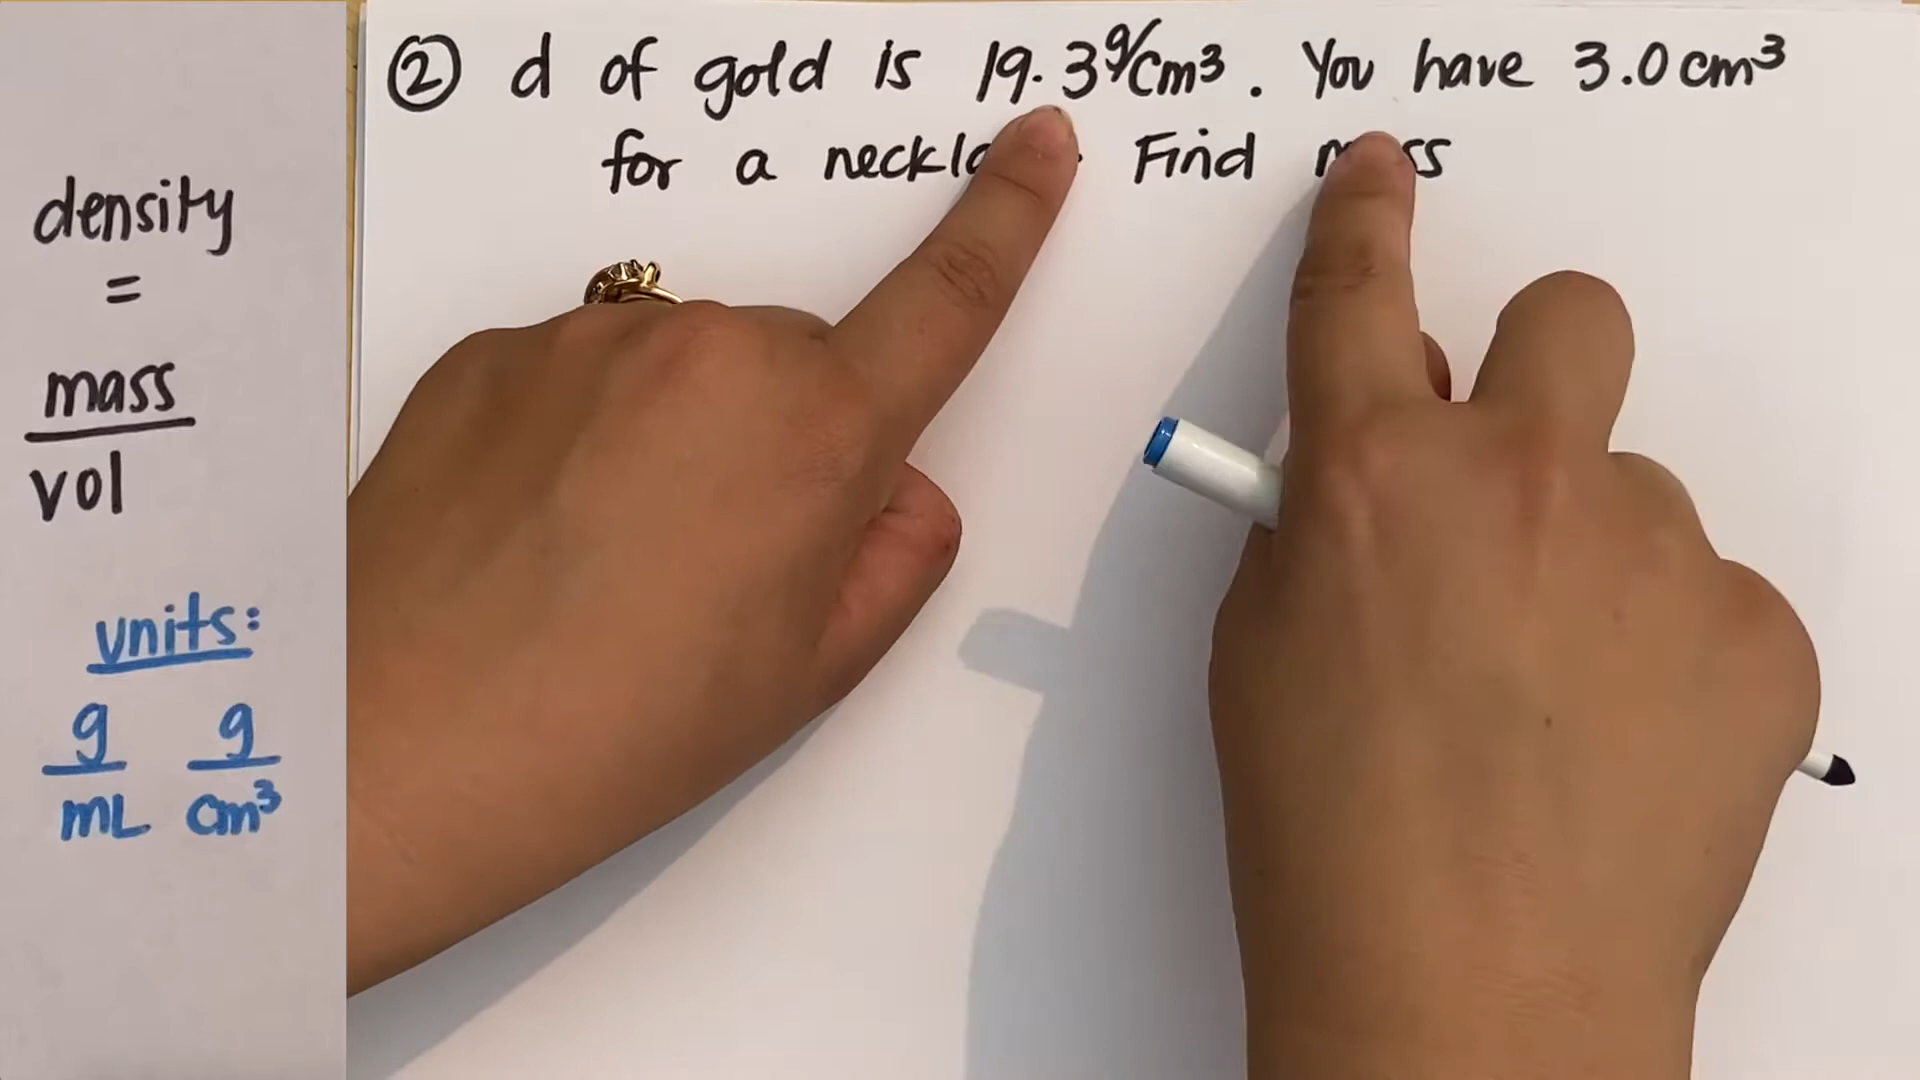 density
=
mass
vol
units:
g g
mL cm³
② d of gold is 19.3 g/cm³. You have 3.0 cm³
for a Find